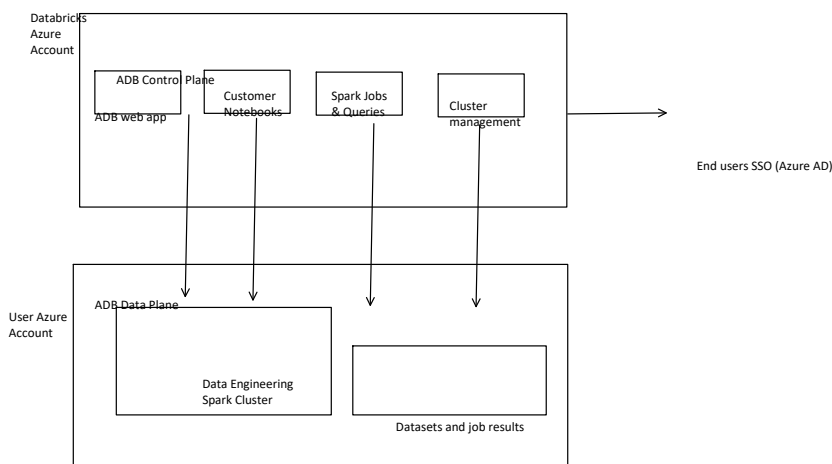 Databricks
Azure
Account
ADB Control Plane
ADB web app
Customer
Notebooks
Spark Jobs
& Queries
Cluster
management
End users SSO (Azure AD)
User Azure
Account
ADB Data Plane
Data Engineering
Spark Cluster
Datasets and job results